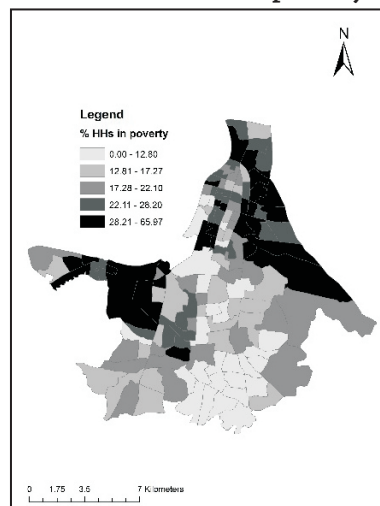 N
Legend
% HHs in poverty
0.00 - 12.80
12.81 - 17.27
17.28 - 22.10
22.11 - 28.20
28.21 - 65.97
0 1.75 3.5 7 Kilometers